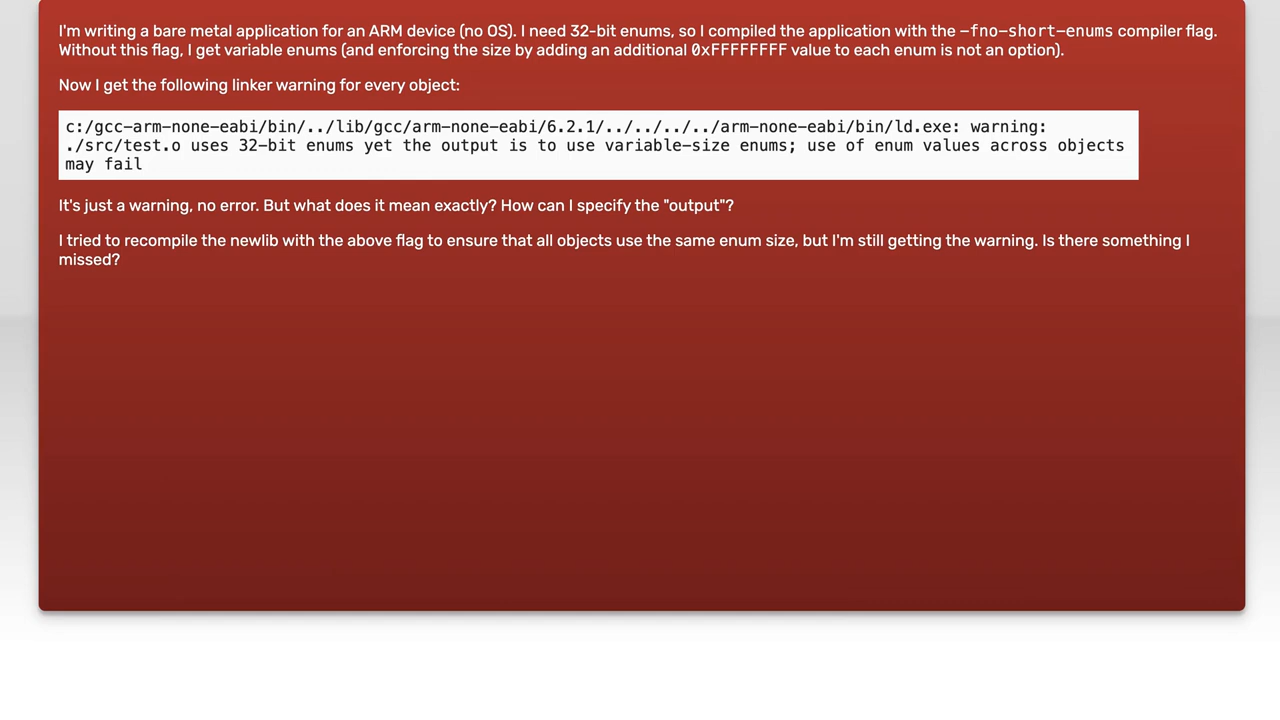 I'm writing a bare metal application for an ARM device (no OS). I need 32-bit enums, so I compiled the application with the -fno-short-enums compiler flag.
Without this flag, I get variable enums (and enforcing the size by adding an additional 0xFFFFFFFF value to each enum is not an option).
Now I get the following linker warning for every object:
c:/gcc-arm-none-eabi/bin/../lib/gcc/arm-none-eabi/6.2.1/../../../../arm-none-eabi/bin/ld.exe: warning:
./src/test.o uses 32-bit enums yet the output is to use variable-size enums; use of enum values across objects
may fail
It's just a warning, no error. But what does it mean exactly? How can I specify the "output"?
I tried to recompile the newlib with the above flag to ensure that all objects use the same enum size, but I'm still getting the warning. Is there something I
missed?